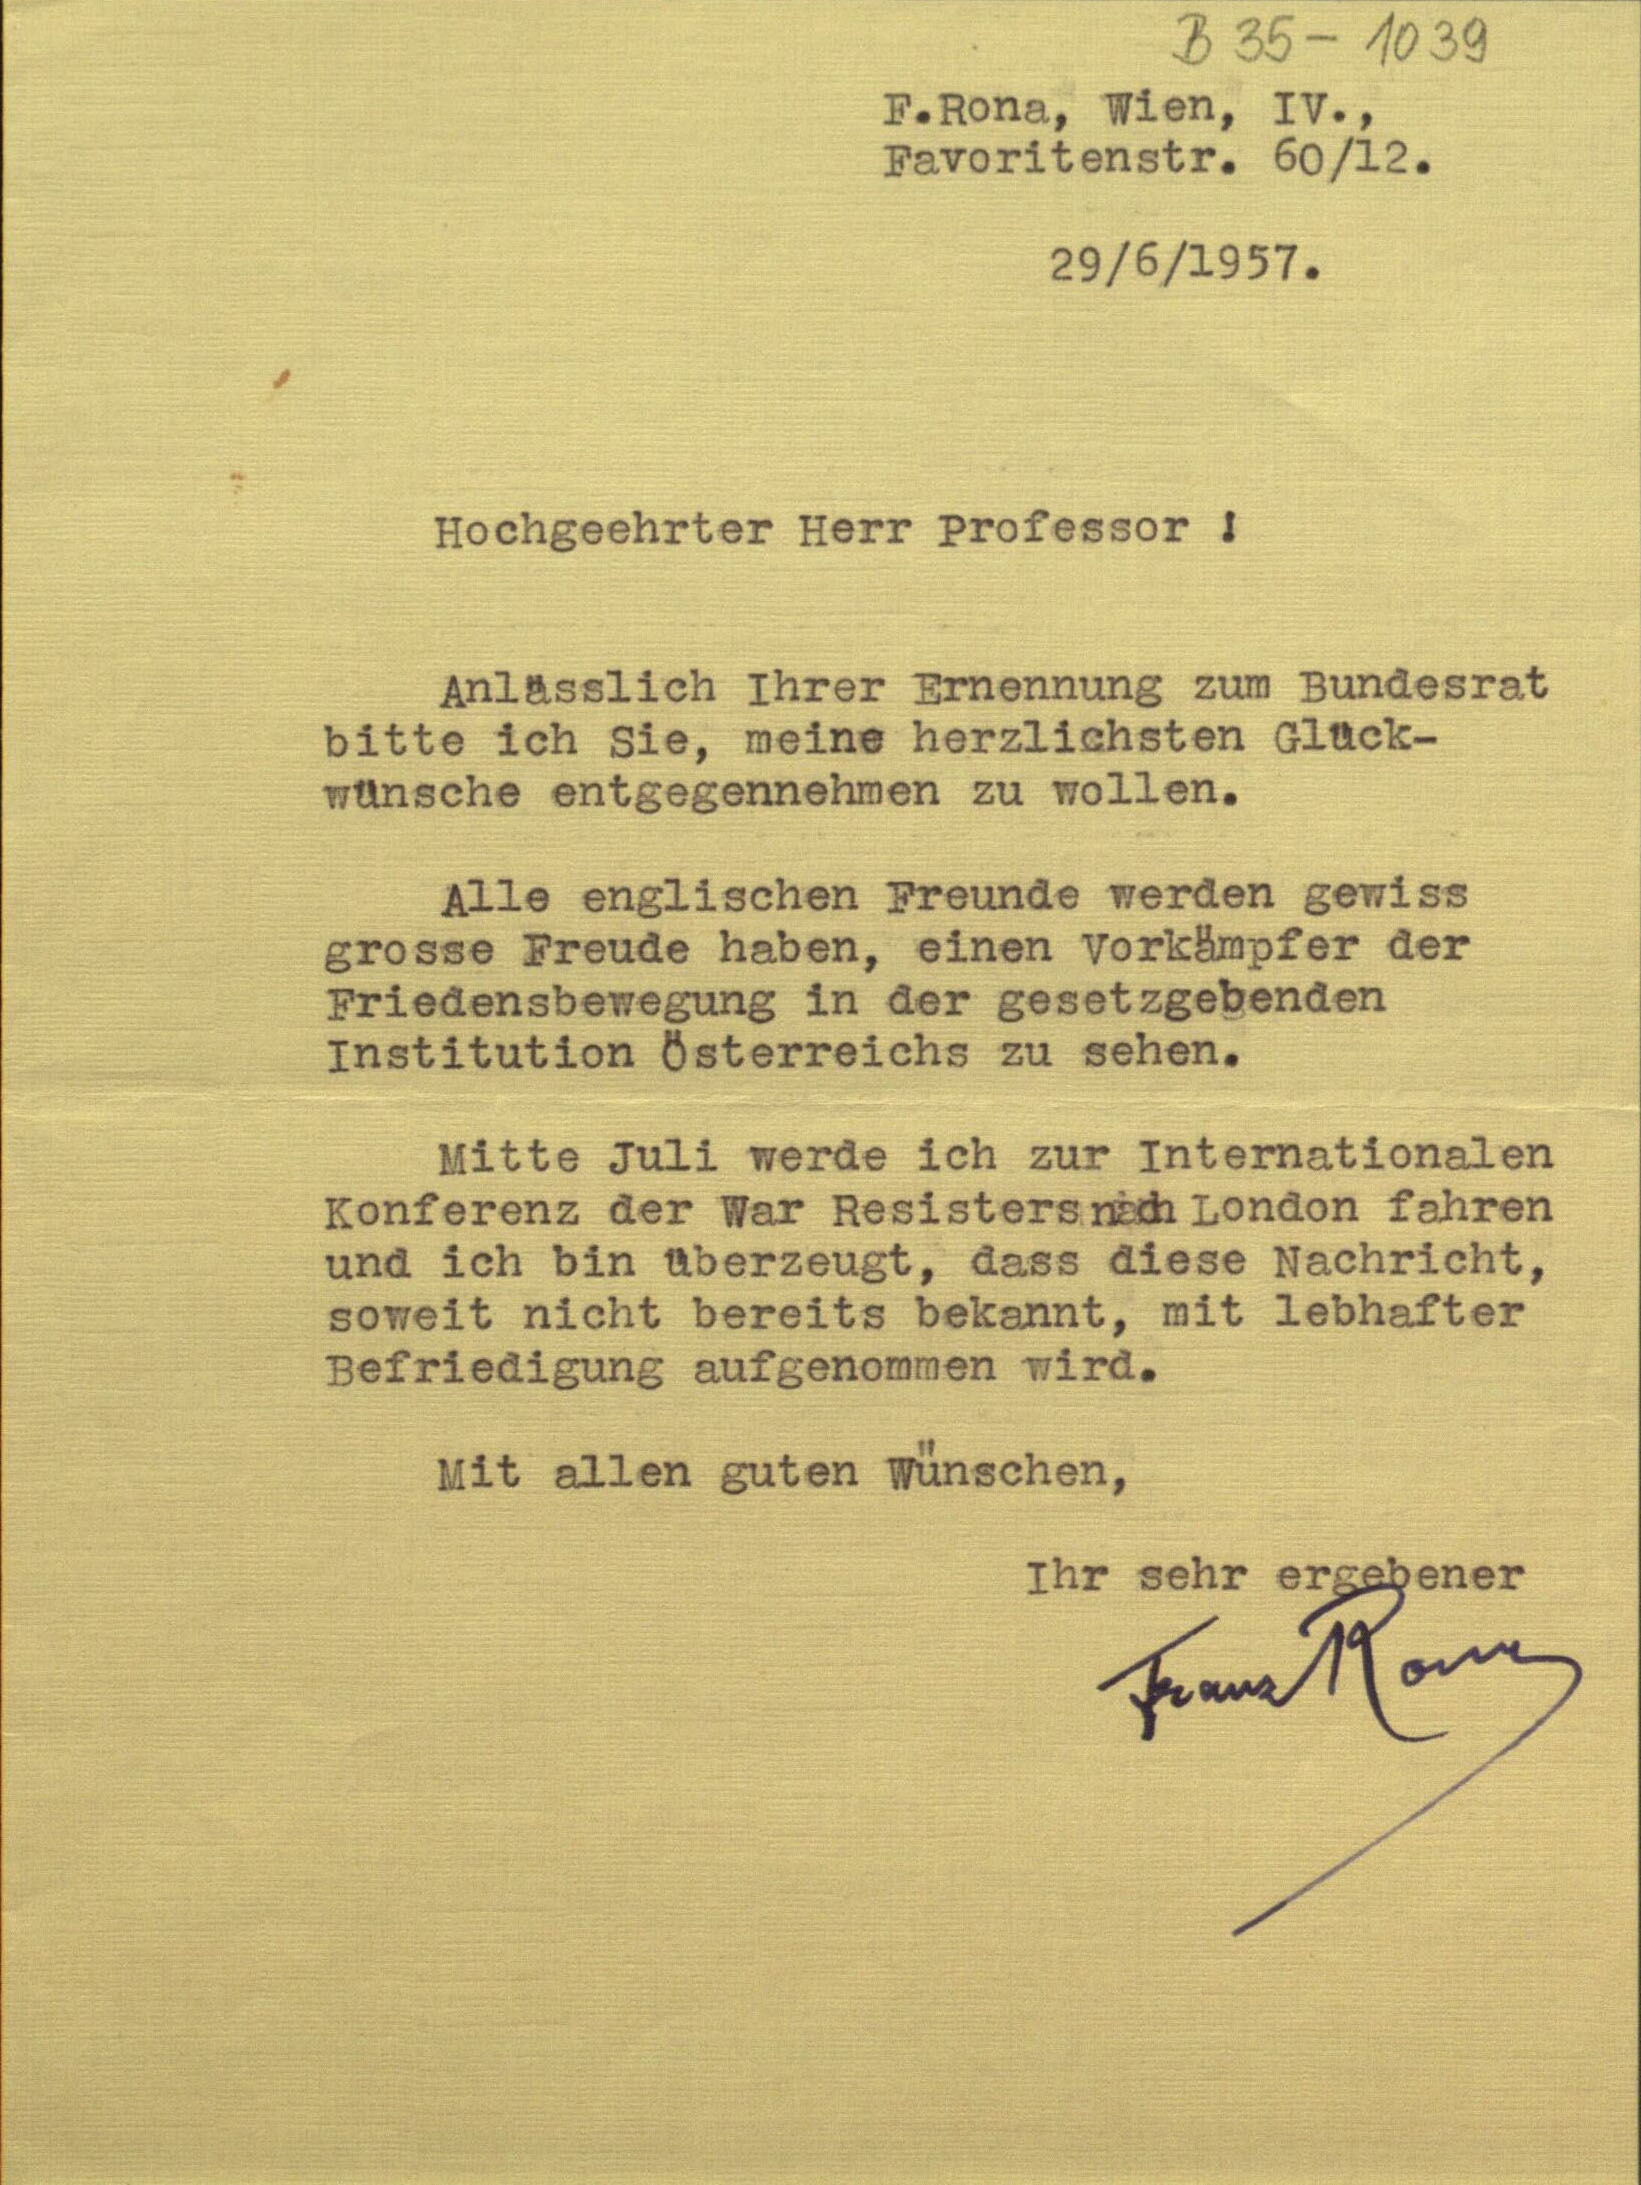 B 35 - 1039
F.Rona, Wien, IV.,
Favoritenstr. 60/12.
29/6/1957.
Hochgeehrter Herr Professor !
Anlässlich Ihrer Ernennung zum Bundesrat
bitte ich Sie, meine herzlichsten Glück-
wünsche entgegennehmen zu wollen.
Alle englischen Freunde werden gewiss
grosse Freude haben, einen Vorkämpfer der
Friedensbewegung in der gesetzgebenden
Institution Österreichs zu sehen.
Mitte Juli werde ich zur Internationalen
Konferenz der War Resisters nach London fahren
und ich bin überzeugt, dass diese Nachricht,
soweit nicht bereits bekannt, mit lebhafter
Befriedigung aufgenommen wird.
Mit allen guten Wünschen,
Ihr sehr ergebener
Franz Rona